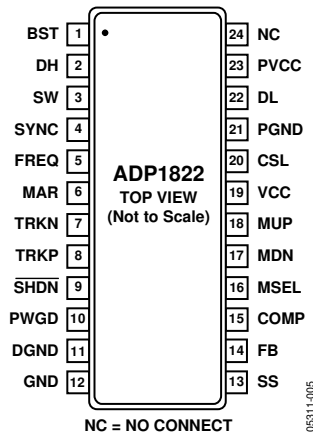 BST 1 24 NC
DH 2 23 PVCC
SW 3 22 DL
SYNC 4 21 PGND
FREQ 5 20 CSL
MAR 6 19 VCC
TRKN 7 18 MUP
TRKP 8 17 MDN
SHDN 9 16 MSEL
PWGD 10 15 COMP
DGND 11 14 FB
GND 12 13 SS
ADP1822
TOP VIEW
(Not to Scale)
NC = NO CONNECT
05311-005